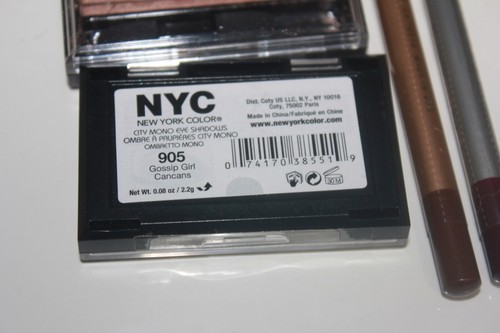 NYC
NEW YORK COLOR®
CITY MONO EYE SHADOWS
OMBRE À PAUPIÈRES CITY MONO
OMBRETTO MONO
905
Gossip Girl
Cancans
Net Wt. 0.08 oz / 2.2g
Dist. Coty US LLC, N.Y., NY 10016
Coty, 75002 Paris
Made in China/Fabriqué en Chine
www.newyorkcolor.com
0 74170 38551 9
30 M